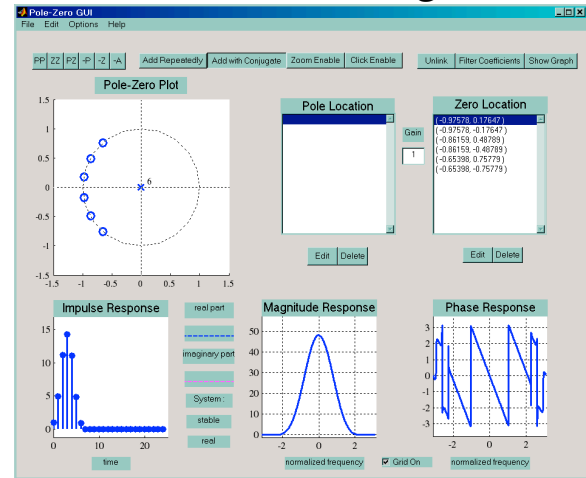 Pole-Zero GUI
File Edit Options Help
PP ZZ PZ -P -Z -A Add Repeatedly Add with Conjugate Zoom Enable Click Enable Unlink Filter Coefficients Show Graph
Pole-Zero Plot
1.5
1
0.5
0
-0.5
-1
-1.5
-1.5 -1 -0.5 0 0.5 1 1.5
6
Pole Location
Edit Delete
Gain
1
Zero Location
( -0.97578, 0.17647 )
( -0.97578, -0.17647 )
( -0.86159, 0.48789 )
( -0.86159, -0.48789 )
( -0.65398, 0.75779 )
( -0.65398, -0.75779 )
Edit Delete
Impulse Response
15
10
5
0
0 10 20
time
real part
imaginary part
System :
stable
real
Magnitude Response
50
40
30
20
10
0
-2 0 2
normalized frequency
Grid On
Phase Response
3
2
1
0
-1
-2
-3
-2 0 2
normalized frequency